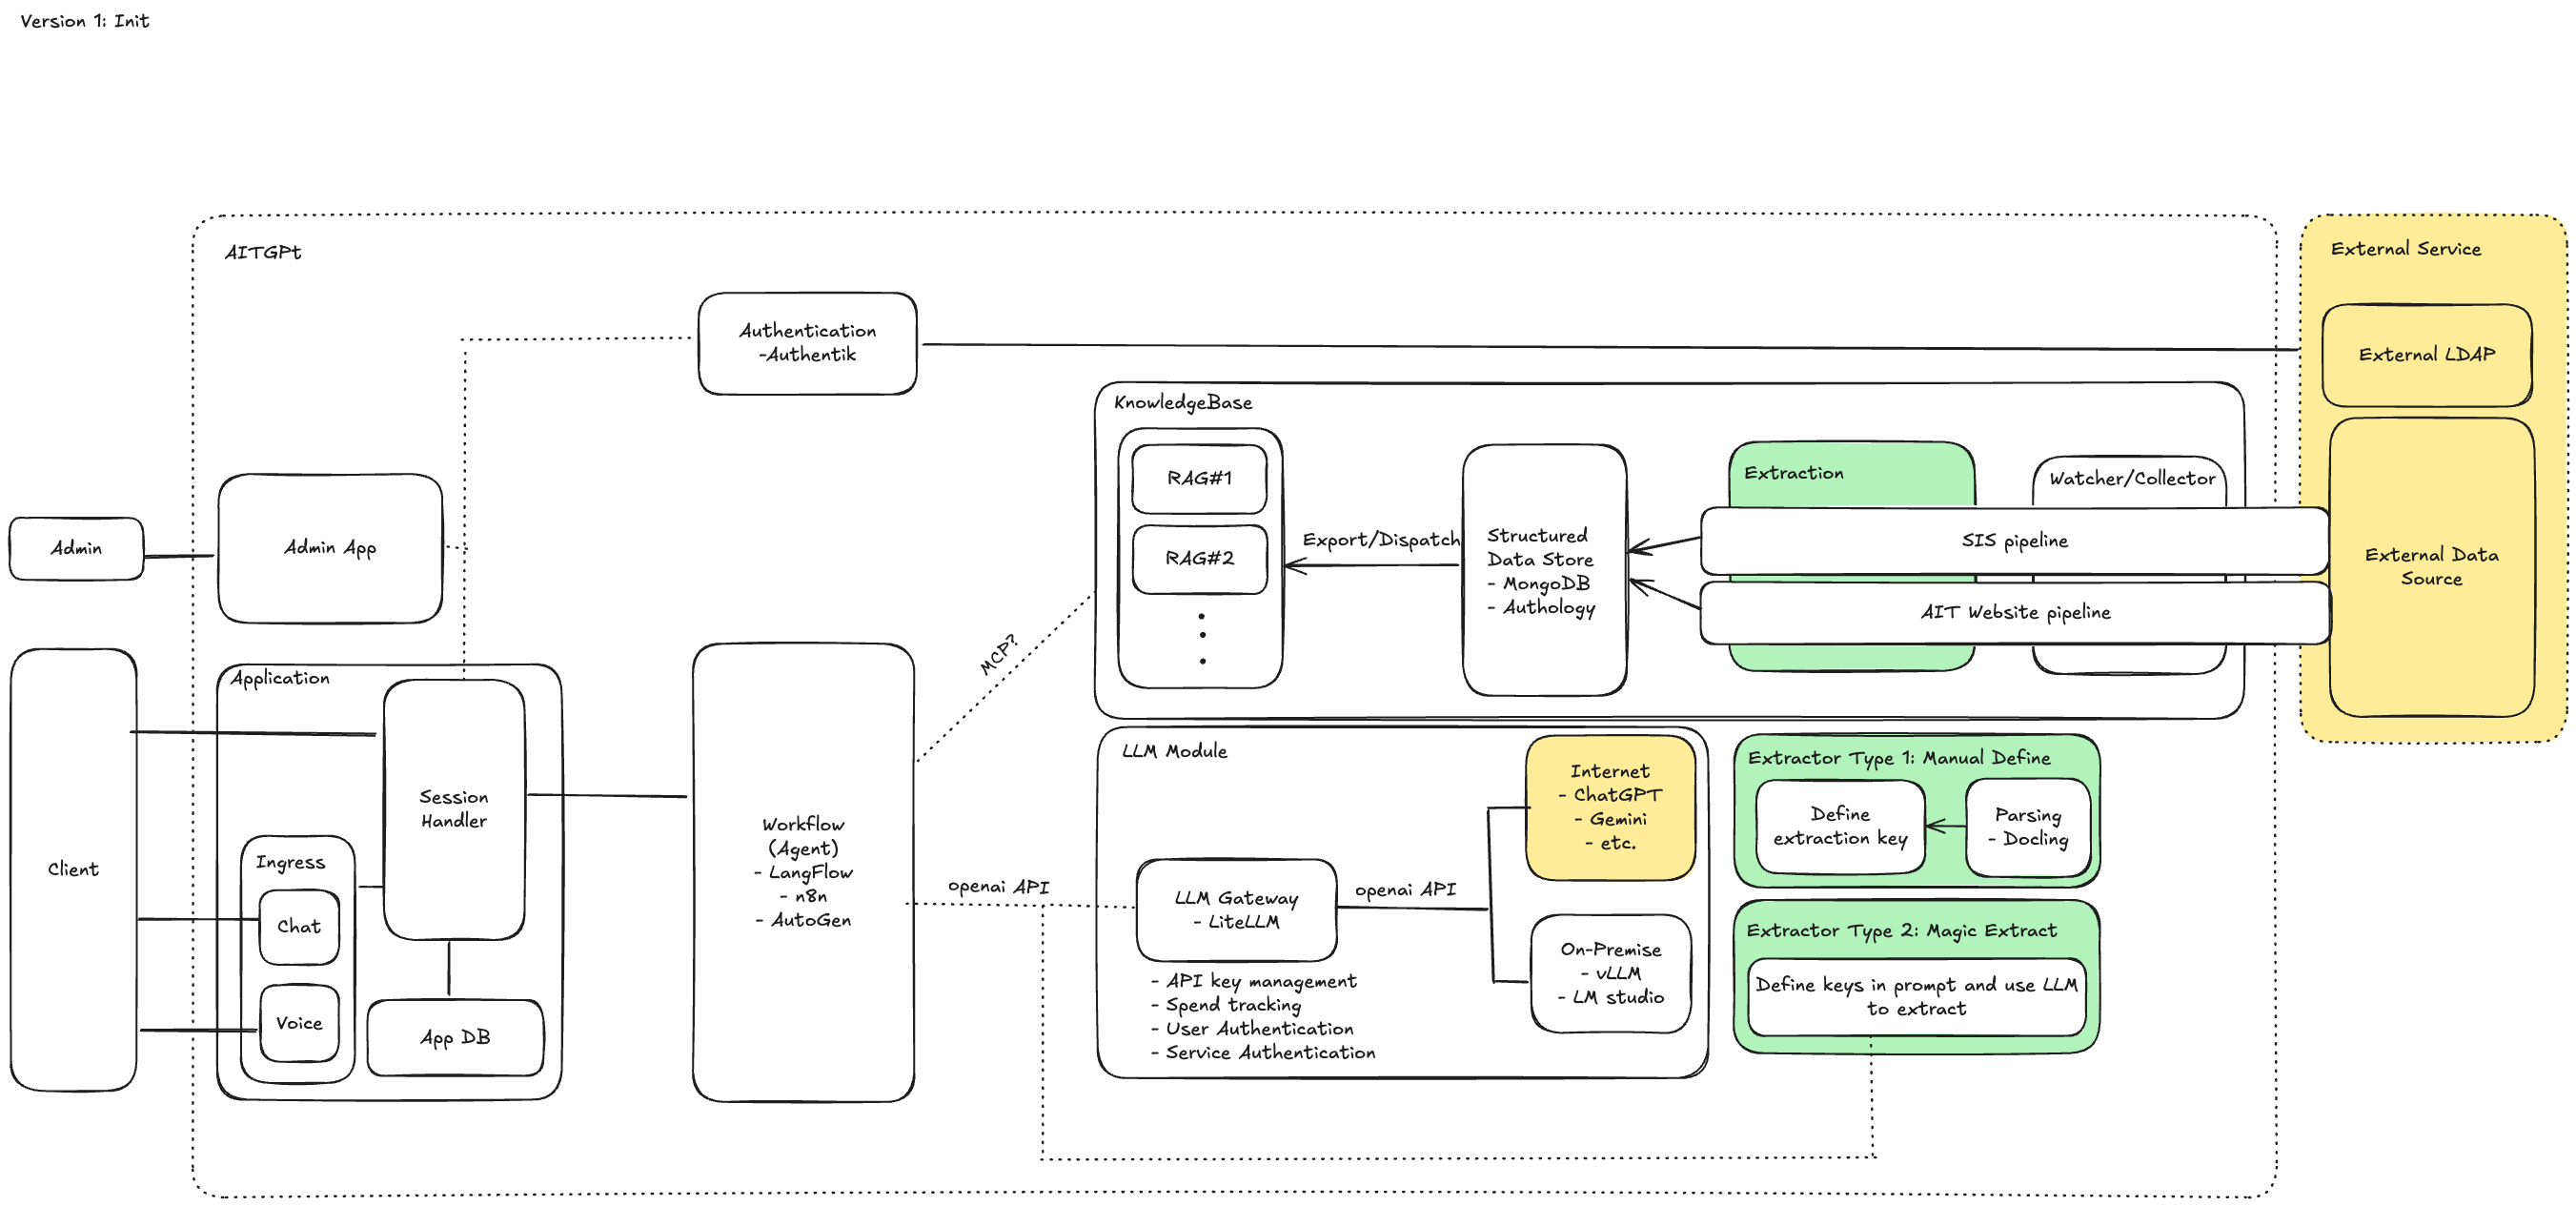 Version 1: Init
AITGPt
External Service
Authentication
-Authentik
External LDAP
KnowledgeBase
RAG#1
RAG#2
Export/Dispatch
Structured
Data Store
- MongoDB
- Authology
Extraction
Watcher/Collector
SIS pipeline
AIT Website pipeline
External Data
Source
Admin
Admin App
Client
Application
Session
Handler
Ingress
Chat
Voice
App DB
Workflow
(Agent)
- LangFlow
- n8n
- AutoGen
MCP?
openai API
LLM Module
LLM Gateway
- LiteLLM
- API key management
- Spend tracking
- User Authentication
- Service Authentication
openai API
Internet
- ChatGPT
- Gemini
- etc.
On-Premise
- vLLM
- LM studio
Extractor Type 1: Manual Define
Define
extraction key
Parsing
- Docling
Extractor Type 2: Magic Extract
Define keys in prompt and use LLM
to extract